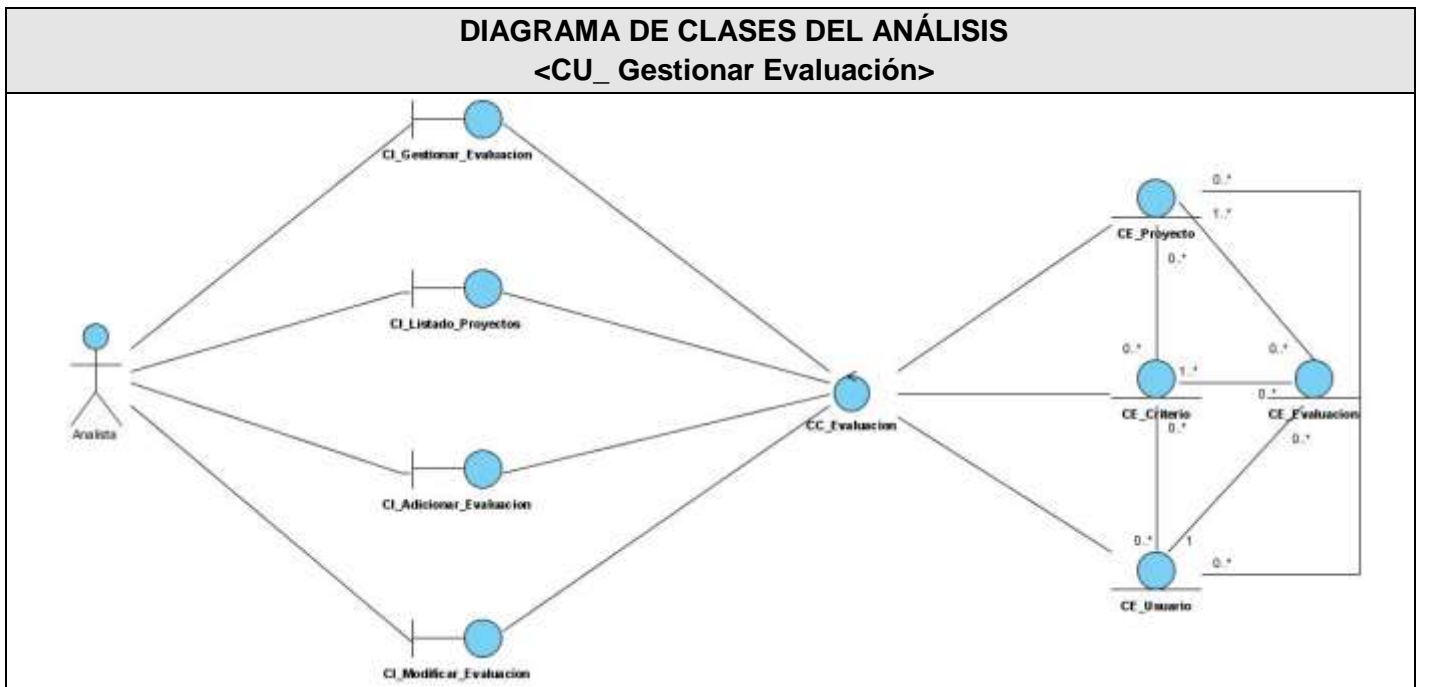 DIAGRAMA DE CLASES DEL ANÁLISIS
<CU_ Gestionar Evaluación>
CI_Gestionar_Evaluacion
0..*
1..*
CE_Proyecto
0..*
CI_Listado_Proyectos
0..*
0..*
1..*
0..*
CE_Criterio
CE_Evaluacion
Analista
CC_Evaluacion
0..*
0..*
CI_Adicionar_Evaluacion
0..*
1
0..*
CE_Usuario
CI_Modificar_Evaluacion